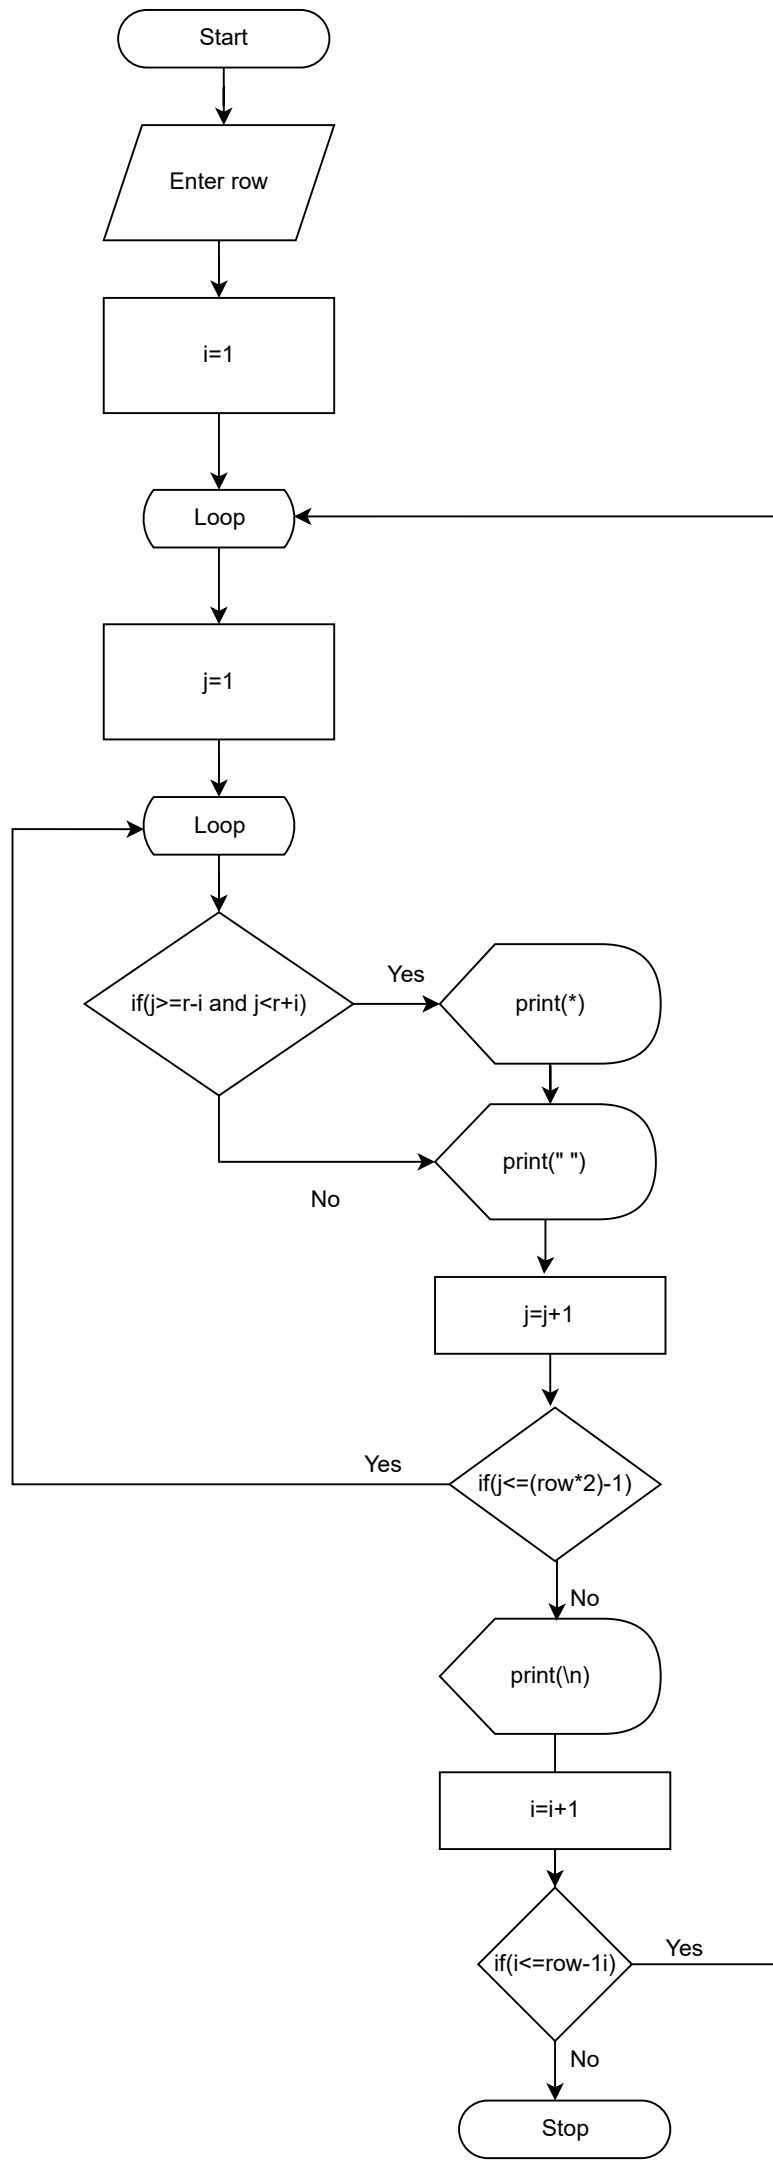 Start
Enter row
i=1
Loop
j=1
Loop
if(j>=r-i and j<r+i)
Yes
print(*)
print(" ")
No
j=j+1
if(j<=(row*2)-1)
Yes
No
print(\n)
i=i+1
if(i<=row-1i)
Yes
No
Stop